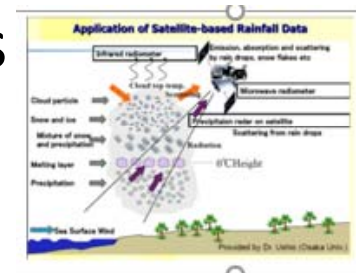 s
Application of Satellite-based Rainfall Data
Infrared radiometer
Emission, absorption and scattering
by rain drops, snow flakes etc
Cloud top temp.
Microwave radiometer
Cloud particle
Snow and ice
Precipitation radar on satellite
Scattering from rain drops
Mixture of snow
and precipitation
Radiation
Melting layer
0℃Height
Precipitation
Sea Surface Wind
Provided by Dr. Ushio (Osaka Univ.)